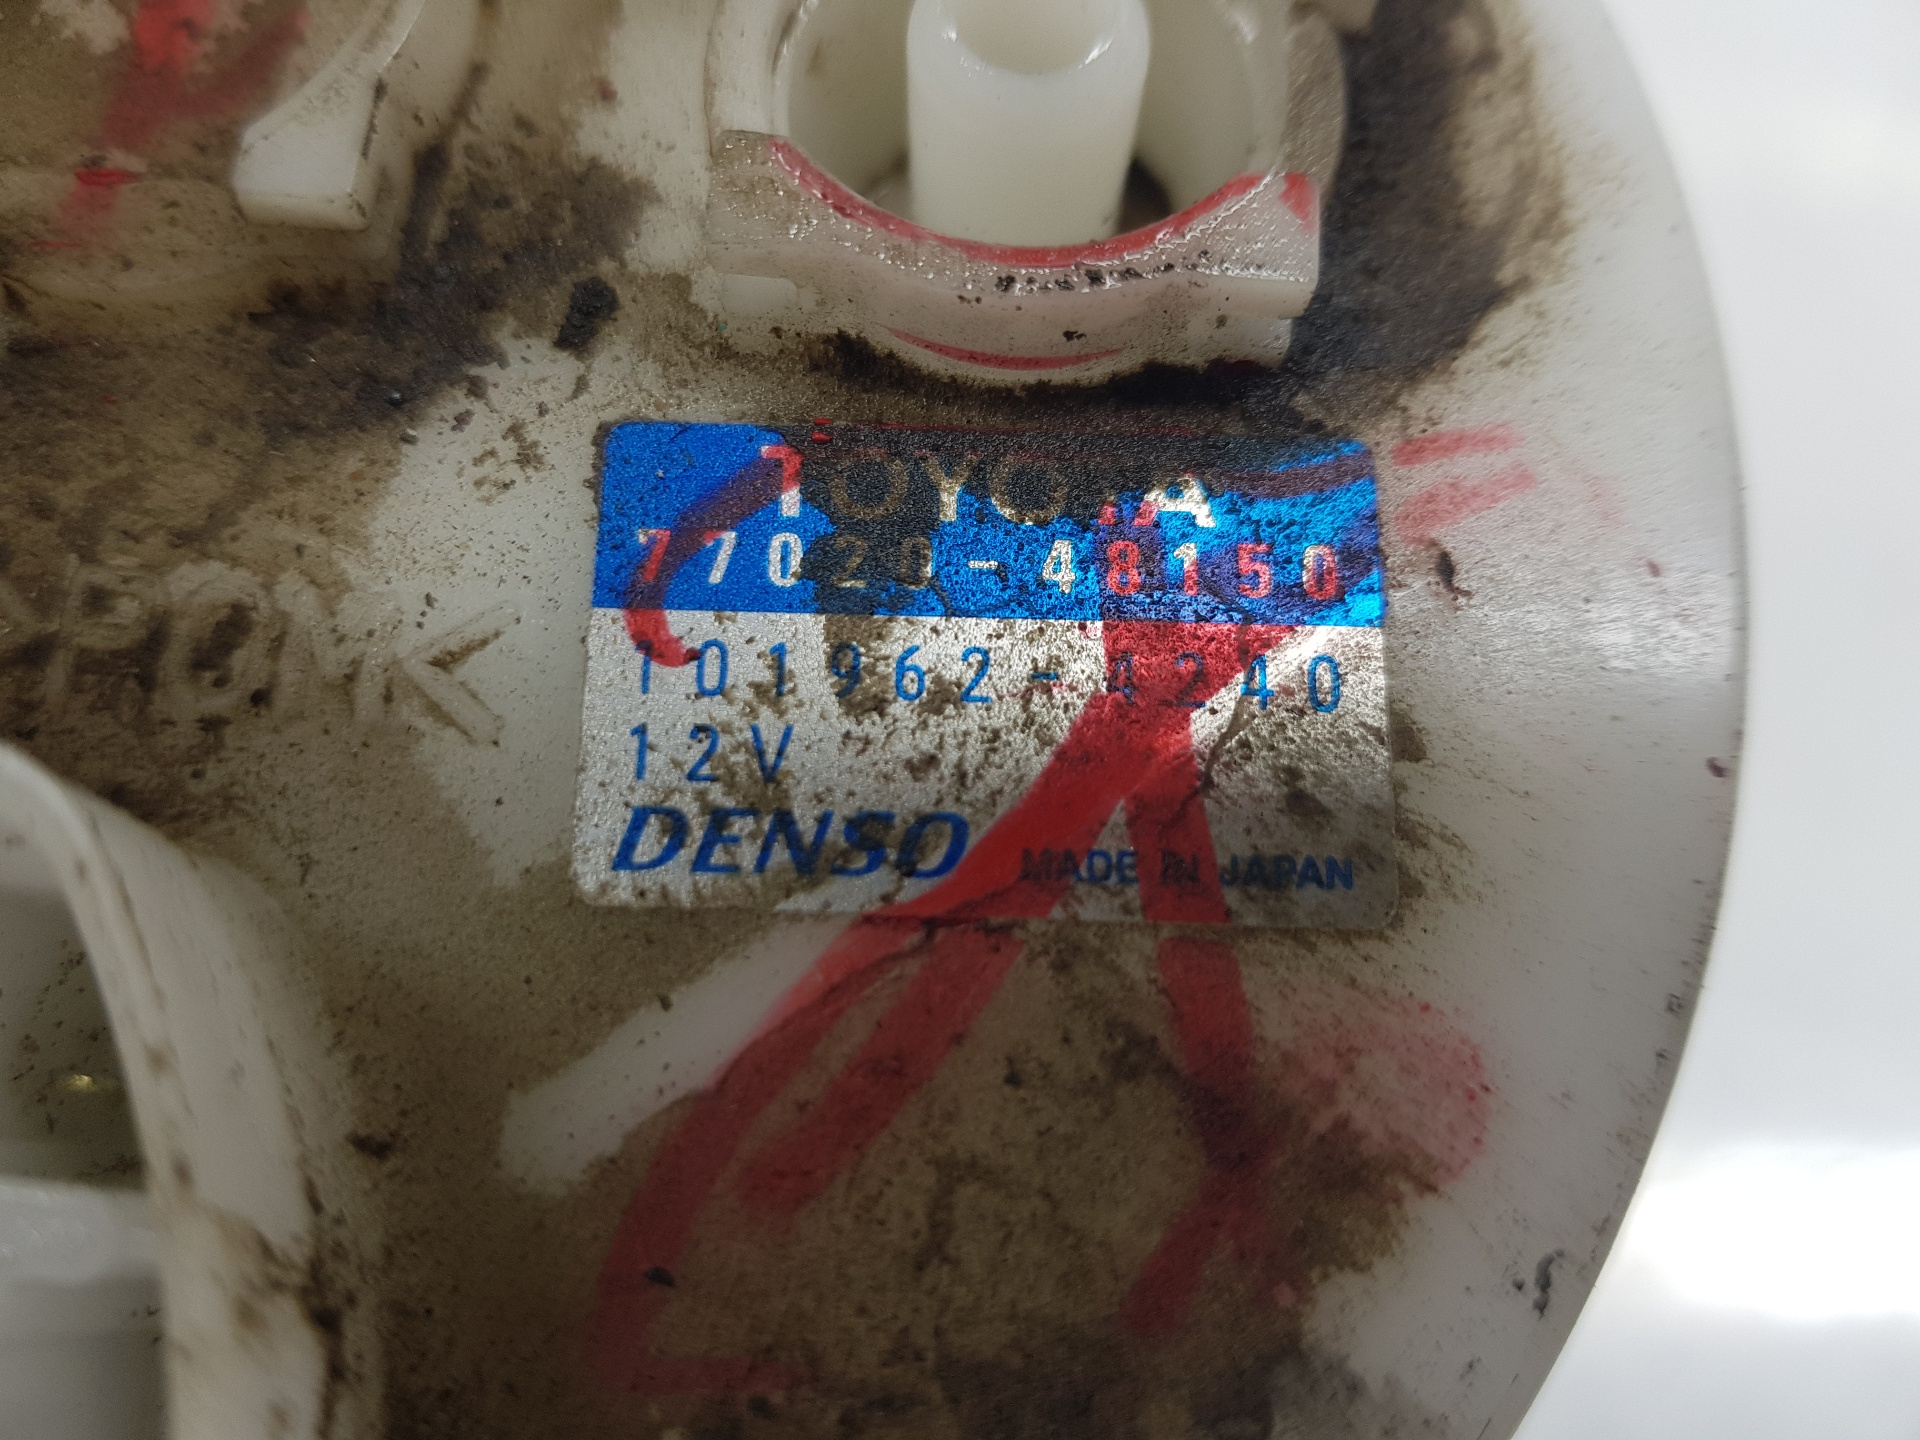 TOYOTA
77020-48150
101962-4240
12V
DENSO MADE IN JAPAN